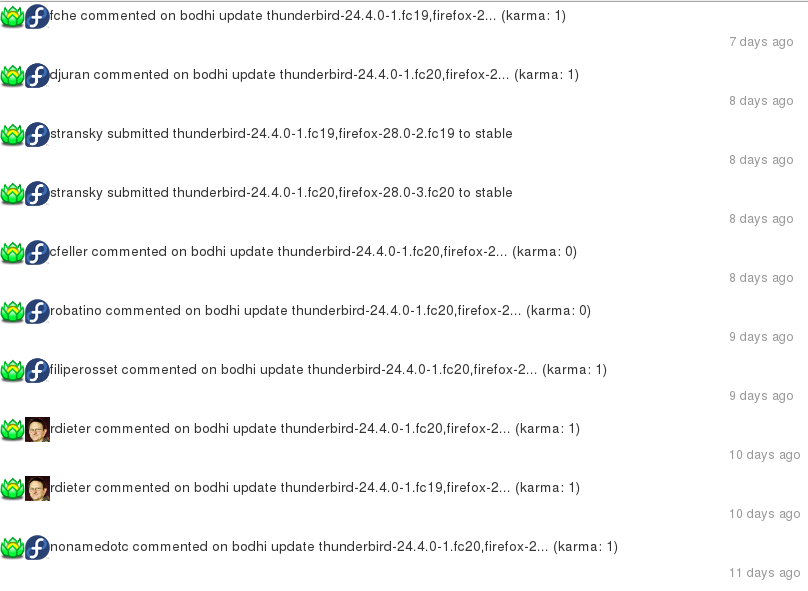 fche commented on bodhi update thunderbird-24.4.0-1.fc19,firefox-2... (karma: 1)
7 days ago
djuran commented on bodhi update thunderbird-24.4.0-1.fc20,firefox-2... (karma: 1)
8 days ago
stransky submitted thunderbird-24.4.0-1.fc19,firefox-28.0-2.fc19 to stable
8 days ago
stransky submitted thunderbird-24.4.0-1.fc20,firefox-28.0-3.fc20 to stable
8 days ago
cfeller commented on bodhi update thunderbird-24.4.0-1.fc20,firefox-2... (karma: 0)
8 days ago
robatino commented on bodhi update thunderbird-24.4.0-1.fc20,firefox-2... (karma: 0)
9 days ago
filiperosset commented on bodhi update thunderbird-24.4.0-1.fc20,firefox-2... (karma: 1)
9 days ago
rdieter commented on bodhi update thunderbird-24.4.0-1.fc20,firefox-2... (karma: 1)
10 days ago
rdieter commented on bodhi update thunderbird-24.4.0-1.fc19,firefox-2... (karma: 1)
10 days ago
nonamedotc commented on bodhi update thunderbird-24.4.0-1.fc20,firefox-2... (karma: 1)
11 days ago